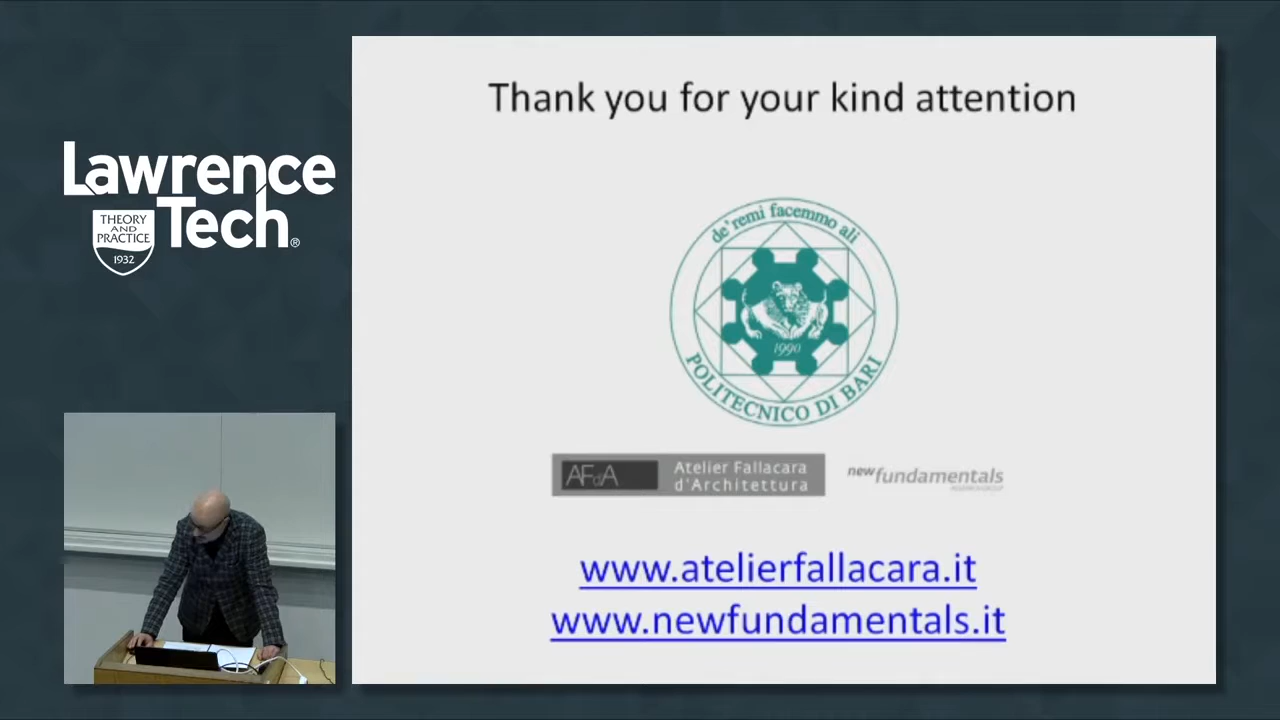 Lawrence
Tech®
THEORY
AND
PRACTICE
1932
Thank you for your kind attention
de'remi facemmo ali
1990
POLITECNICO DI BARI
AFdA
Atelier Fallacara
d'Architettura
newfundamentals
www.atelierfallacara.it
www.newfundamentals.it